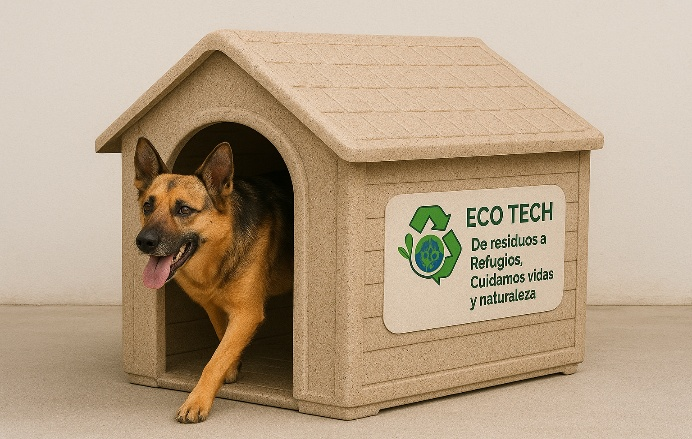 ECO TECH
De residuos a
Refugios,
Cuidamos vidas
y naturaleza